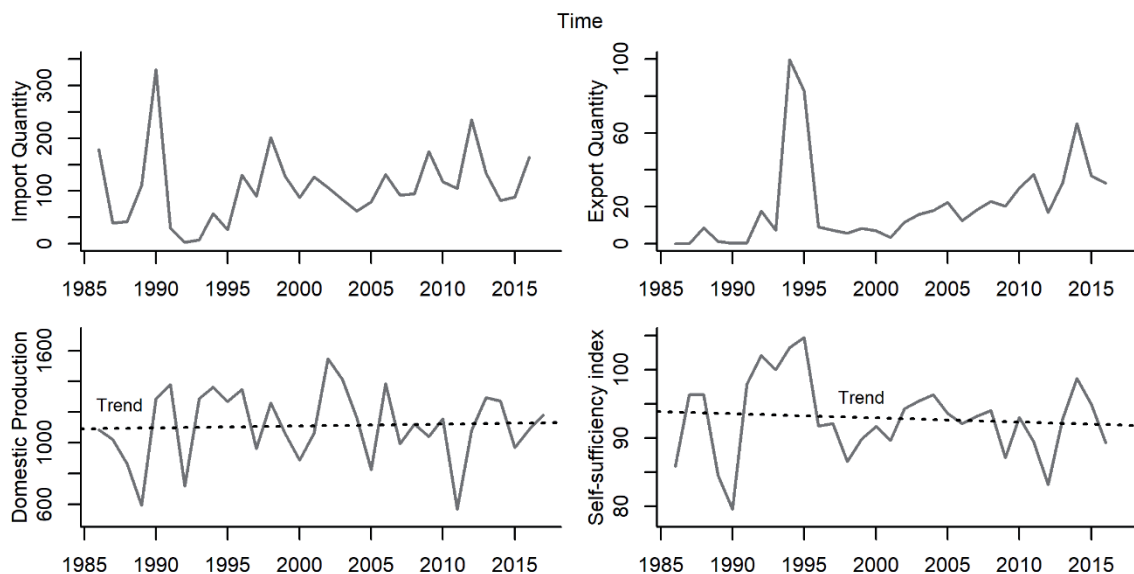 Time
Import Quantity
0 100 200 300
1985 1990 1995 2000 2005 2010 2015
Export Quantity
0 20 60 100
1985 1990 1995 2000 2005 2010 2015
Domestic Production
600 1000 1600
Trend
1985 1990 1995 2000 2005 2010 2015
Self-sufficiency index
80 90 100
Trend
1985 1990 1995 2000 2005 2010 2015